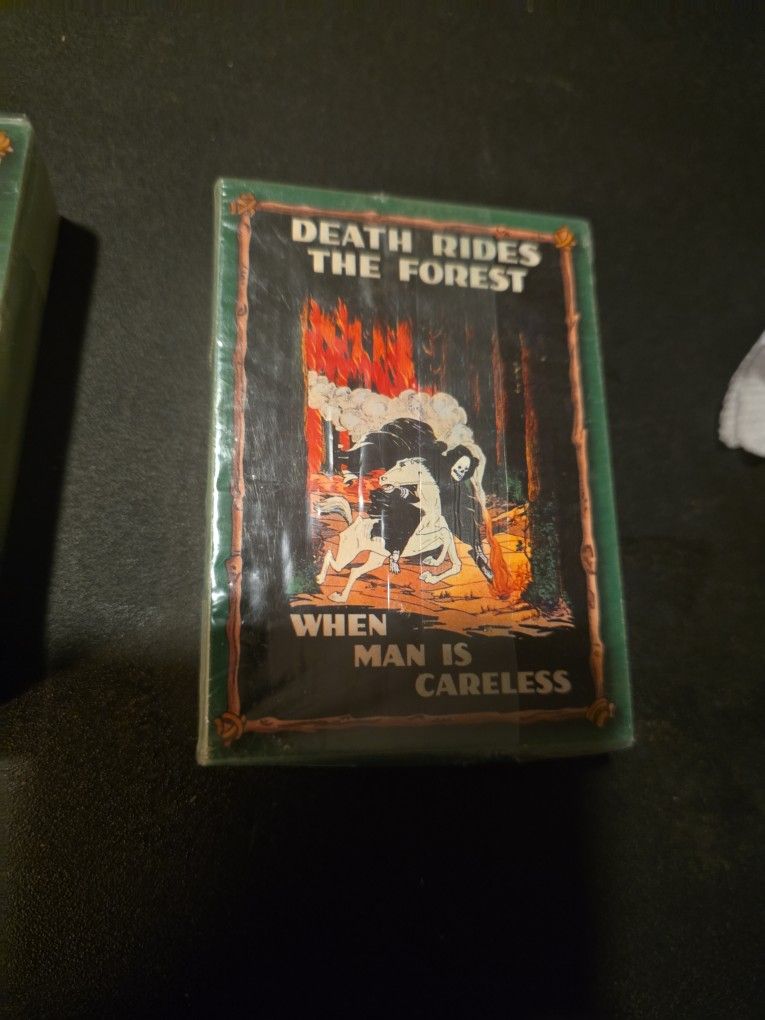 DEATH RIDES
THE FOREST
WHEN
MAN IS
CARELESS